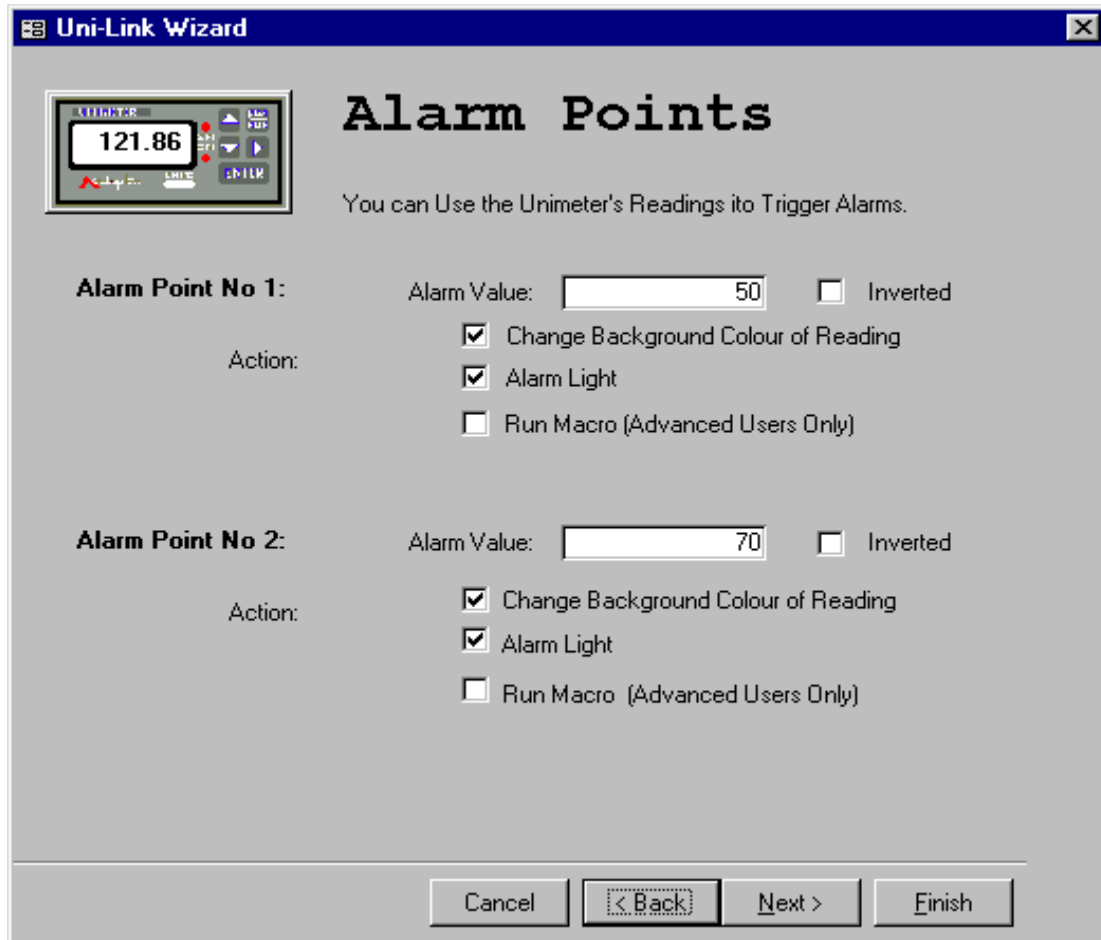 Uni-Link Wizard
Alarm Points
121.86
You can Use the Unimeter's Readings ito Trigger Alarms.
Alarm Point No 1: Alarm Value: 50 Inverted
Change Background Colour of Reading
Action:
Alarm Light
Run Macro (Advanced Users Only)
Alarm Point No 2: Alarm Value: 70 Inverted
Change Background Colour of Reading
Action:
Alarm Light
Run Macro (Advanced Users Only)
Cancel < Back Next > Finish